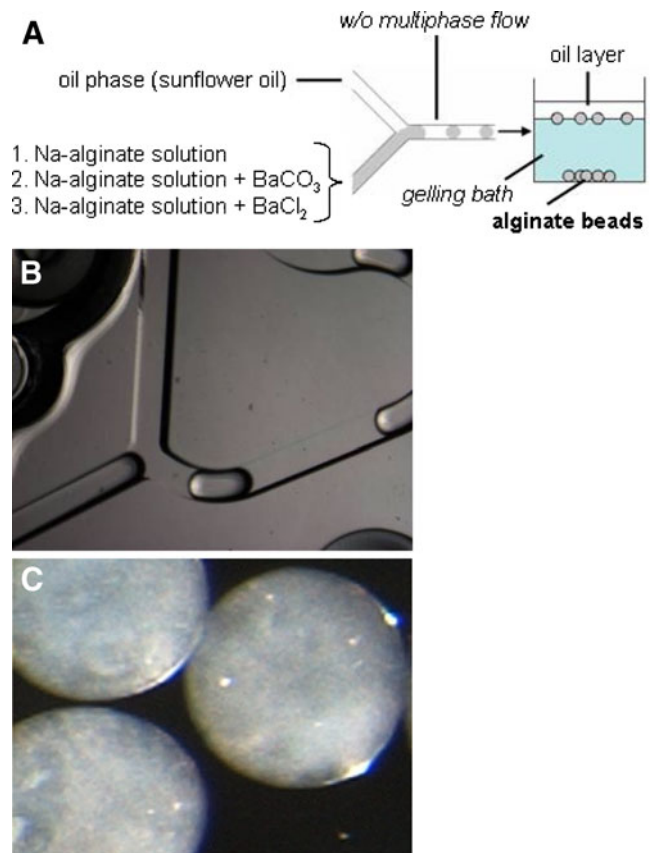 A
w/o multiphase flow
oil phase (sunflower oil)
oil layer
1. Na-alginate solution
2. Na-alginate solution + BaCO3
3. Na-alginate solution + BaCl2
gelling bath
alginate beads
B
C